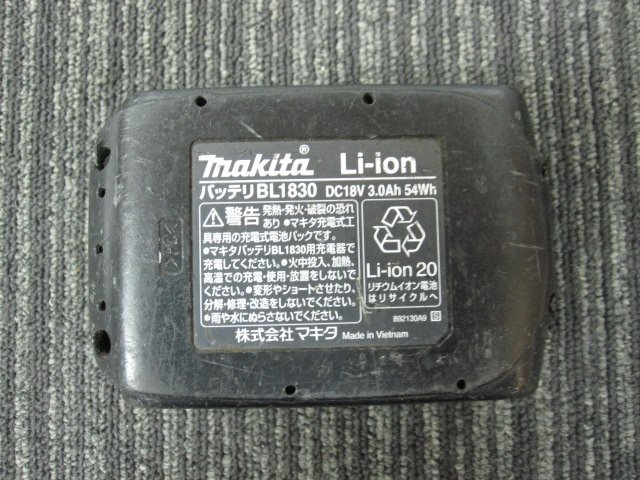 makita® Li-ion
バッテリBL1830 DC18V 3.0Ah 54Wh
警告 発熱・発火・破裂の恐れ
あり ●マキタ充電式工
具専用の充電式電池パックです。
●マキタバッテリBL1830用充電器で
充電してください。●火中投入、加熱、
高温での充電・使用・放置をしないで
ください。●変形やショートさせたり、
分解・修理・改造をしないでください。
●雨や水にぬらさないでください。
Li-ion 20
リチウムイオン電池
はリサイクルへ
892130A9
株式会社マキタ Made in Vietnam